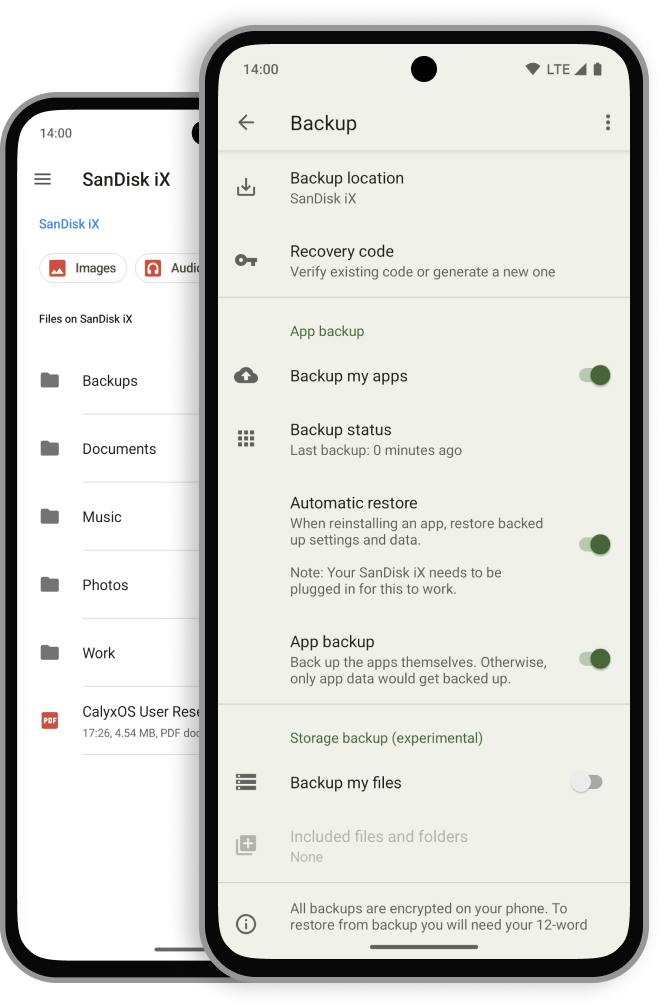 14:00
SanDisk iX
SanDisk iX
Images
Audio
Files on SanDisk iX
Backups
Documents
Music
Photos
Work
PDF
CalyxOS User
17:26, 4.54 MB, PDF
14:00
LTE
Backup
Backup location
SanDisk iX
Recovery code
Verify existing code or generate a new one
App backup
Backup my apps
Backup status
Last backup: 0 minutes ago
Automatic restore
When reinstalling an app, restore backed
up settings and data.
Note: Your SanDisk iX needs to be
plugged in for this to work.
App backup
Back up the apps themselves. Otherwise,
only app data would get backed up.
Storage backup (experimental)
Backup my files
Included files and folders
None
All backups are encrypted on your phone. To
restore from backup you will need your 12-word